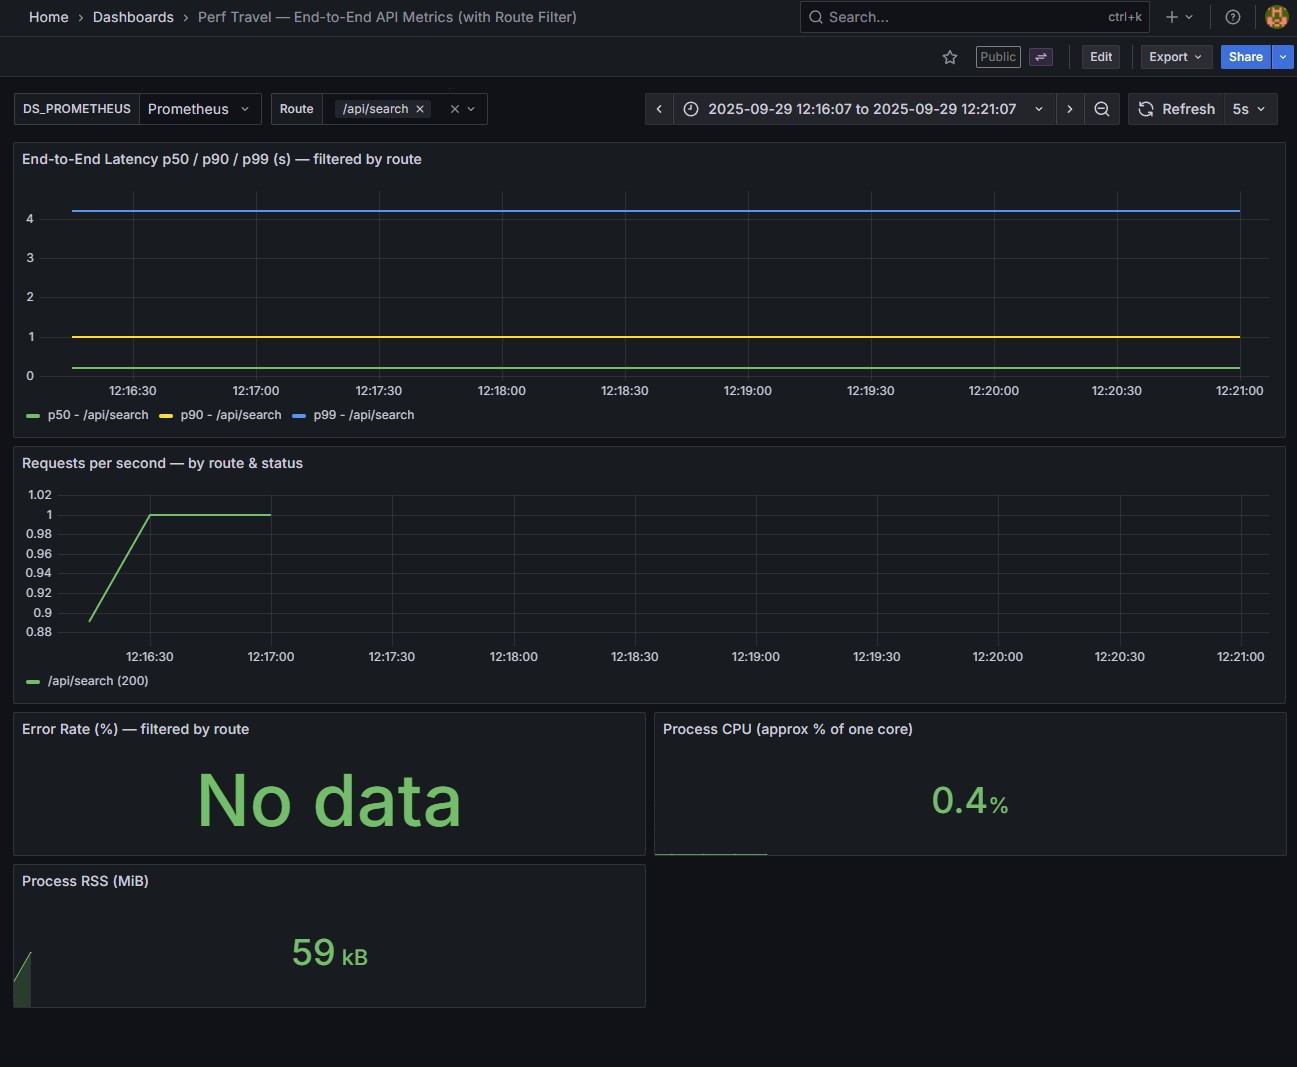 Home › Dashboards › Perf Travel — End-to-End API Metrics (with Route Filter)
Search... ctrl+k
Public Edit Export Share
DS_PROMETHEUS Prometheus Route /api/search
2025-09-29 12:16:07 to 2025-09-29 12:21:07 Refresh 5s
End-to-End Latency p50 / p90 / p99 (s) — filtered by route
4
3
2
1
0
12:16:30 12:17:00 12:17:30 12:18:00 12:18:30 12:19:00 12:19:30 12:20:00 12:20:30 12:21:00
p50 - /api/search p90 - /api/search p99 - /api/search
Requests per second — by route & status
1.02
1
0.98
0.96
0.94
0.92
0.9
0.88
12:16:30 12:17:00 12:17:30 12:18:00 12:18:30 12:19:00 12:19:30 12:20:00 12:20:30 12:21:00
/api/search (200)
Error Rate (%) — filtered by route
No data
Process CPU (approx % of one core)
0.4%
Process RSS (MiB)
59 kB